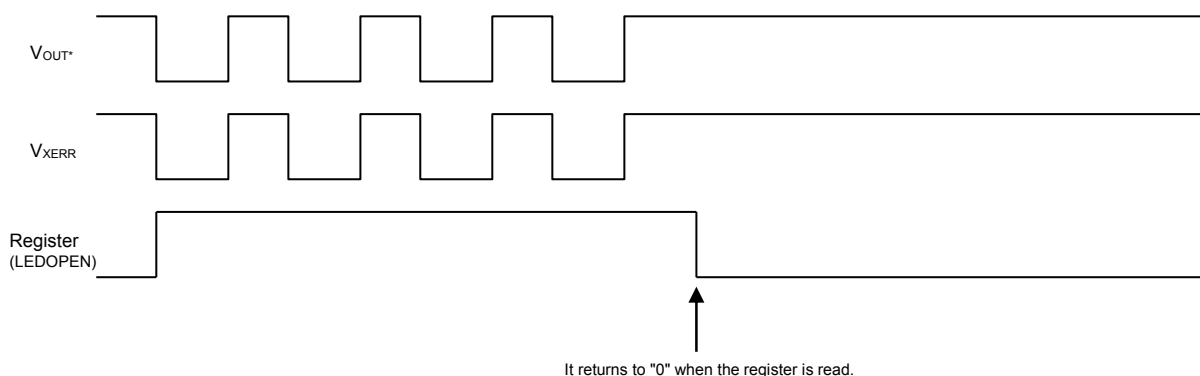 VOUT*
VXERR
Register
(LEDOPEN)
It returns to "0" when the register is read.